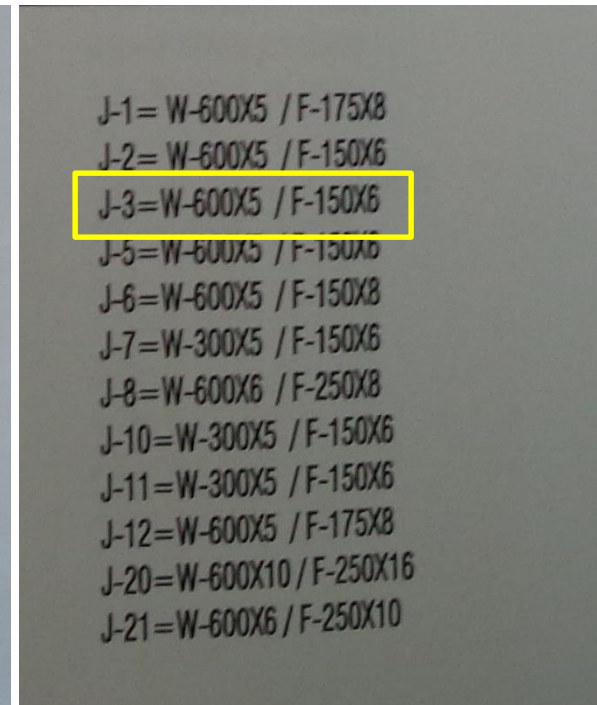 J-1= W-600X5 / F-175X8
J-2= W-600X5 / F-150X6
J-3=W-600X5 / F-150X6
J-5=W-600X5 / F-150X6
J-6=W-600X5 / F-150X8
J-7=W-300X5 / F-150X6
J-8=W-600X6 / F-250X8
J-10=W-300X5 / F-150X6
J-11=W-300X5 / F-150X6
J-12=W-600X5 / F-175X8
J-20=W-600X10 / F-250X16
J-21=W-600X6 / F-250X10